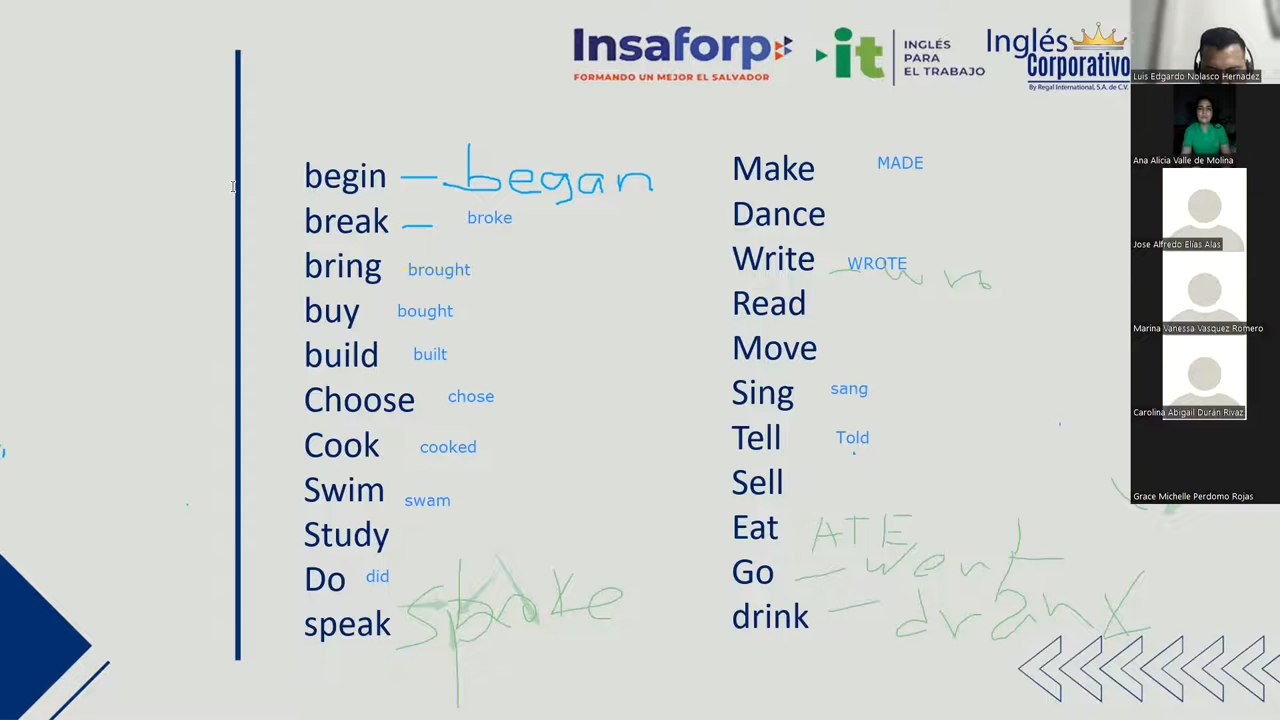 Insaforp
FORMANDO UN MEJOR EL SALVADOR
it
INGLÉS
PARA
EL TRABAJO
Inglés
Corporativo
By Regal International, S.A. de C.V.
begin — began
break — broke
bring brought
buy bought
build built
Choose chose
Cook cooked
Swim swam
Study
Do did
speak spoke
Make MADE
Dance
Write WROTE
Read
Move
Sing sang
Tell Told
Sell
Eat ATE
Go — went
drink — drank
Luis Edgardo Nolasco Hernadez
Ana Alicia Valle de Molina
Jose Alfredo Elías Alas
Marina Vanessa Vasquez Romero
Carolina Abigail Durán Rivaz
Grace Michelle Perdomo Rojas